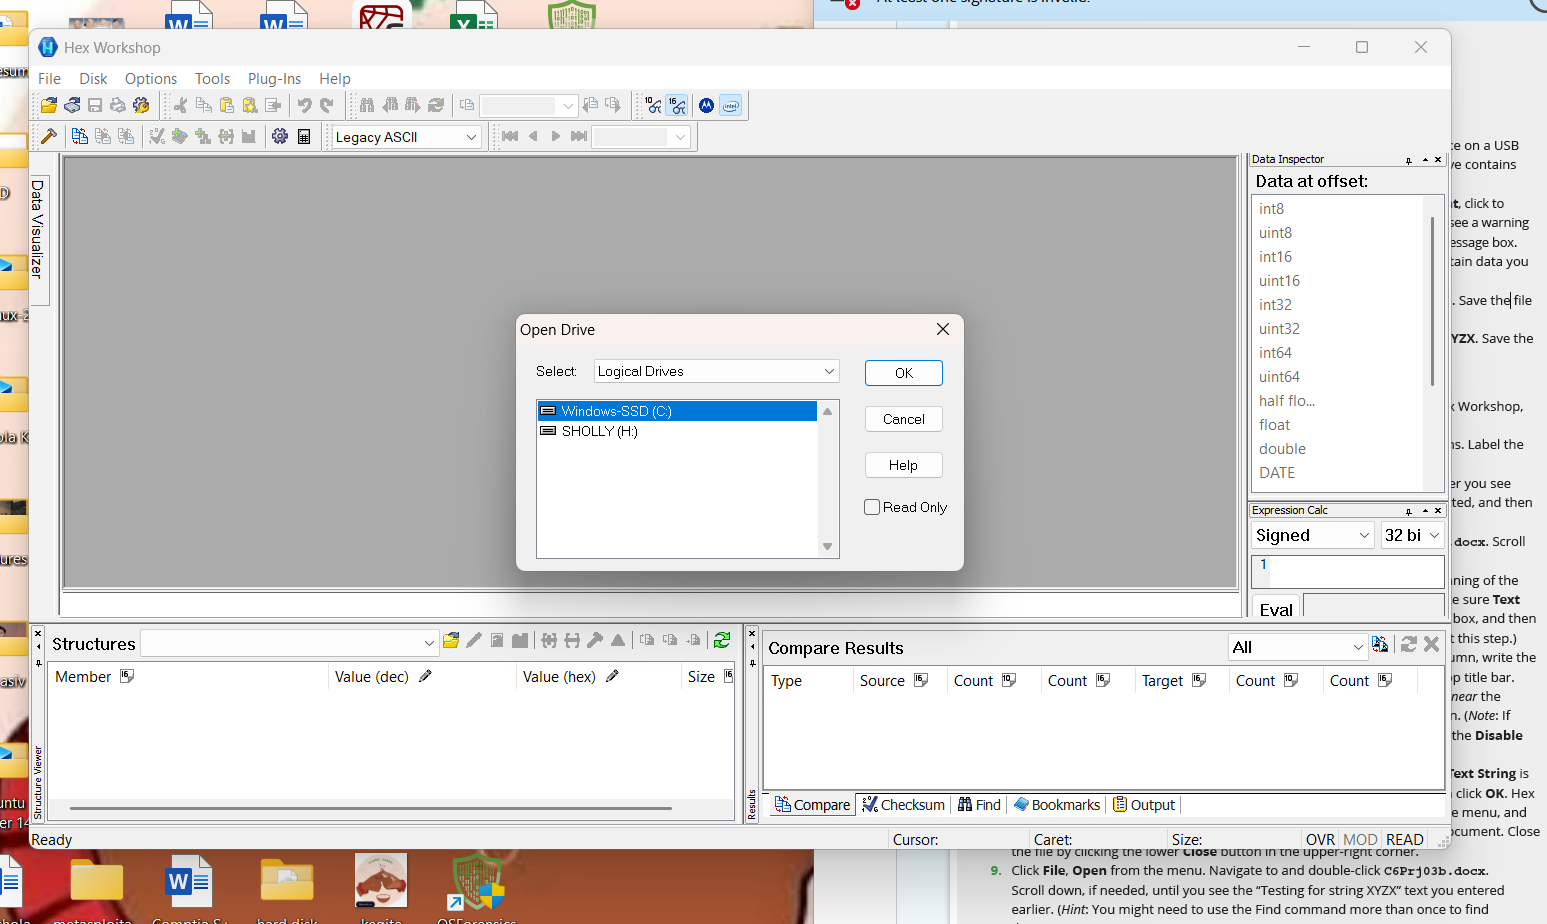 At least one signature is invalid.
Hex Workshop
File Disk Options Tools Plug-Ins Help
Legacy ASCII
Data Visualizer
Data Inspector
Data at offset:
int8
uint8
int16
uint16
int32
uint32
int64
uint64
half flo...
float
double
DATE
Open Drive
Select: Logical Drives
OK
Windows-SSD (C:)
SHOLLY (H:)
Cancel
Help
Read Only
Expression Calc
Signed 32 bi
1
Eval
Structures
Member Value (dec) Value (hex) Size
Structure Viewer
Compare Results
All
Type Source Count Count Target Count Count
Results
Compare Checksum Find Bookmarks Output
Ready
Cursor: Caret: Size: OVR MOD READ
ce on a USB
ve contains
t, click to
see a warning
essage box.
tain data you
. Save the file
YZX. Save the
x Workshop,
ns. Label the
er you see
ted, and then
.docx. Scroll
nning of the
e sure Text
box, and then
t this step.)
umn, write the
op title bar.
near the
n. (Note: If
the Disable
Text String is
click OK. Hex
e menu, and
ocument. Close
the file by clicking the lower Close button in the upper-right corner.
9. Click File, Open from the menu. Navigate to and double-click C6Prj03b.docx.
Scroll down, if needed, until you see the “Testing for string XYZX” text you entered
earlier. (Hint: You might need to use the Find command more than once to find